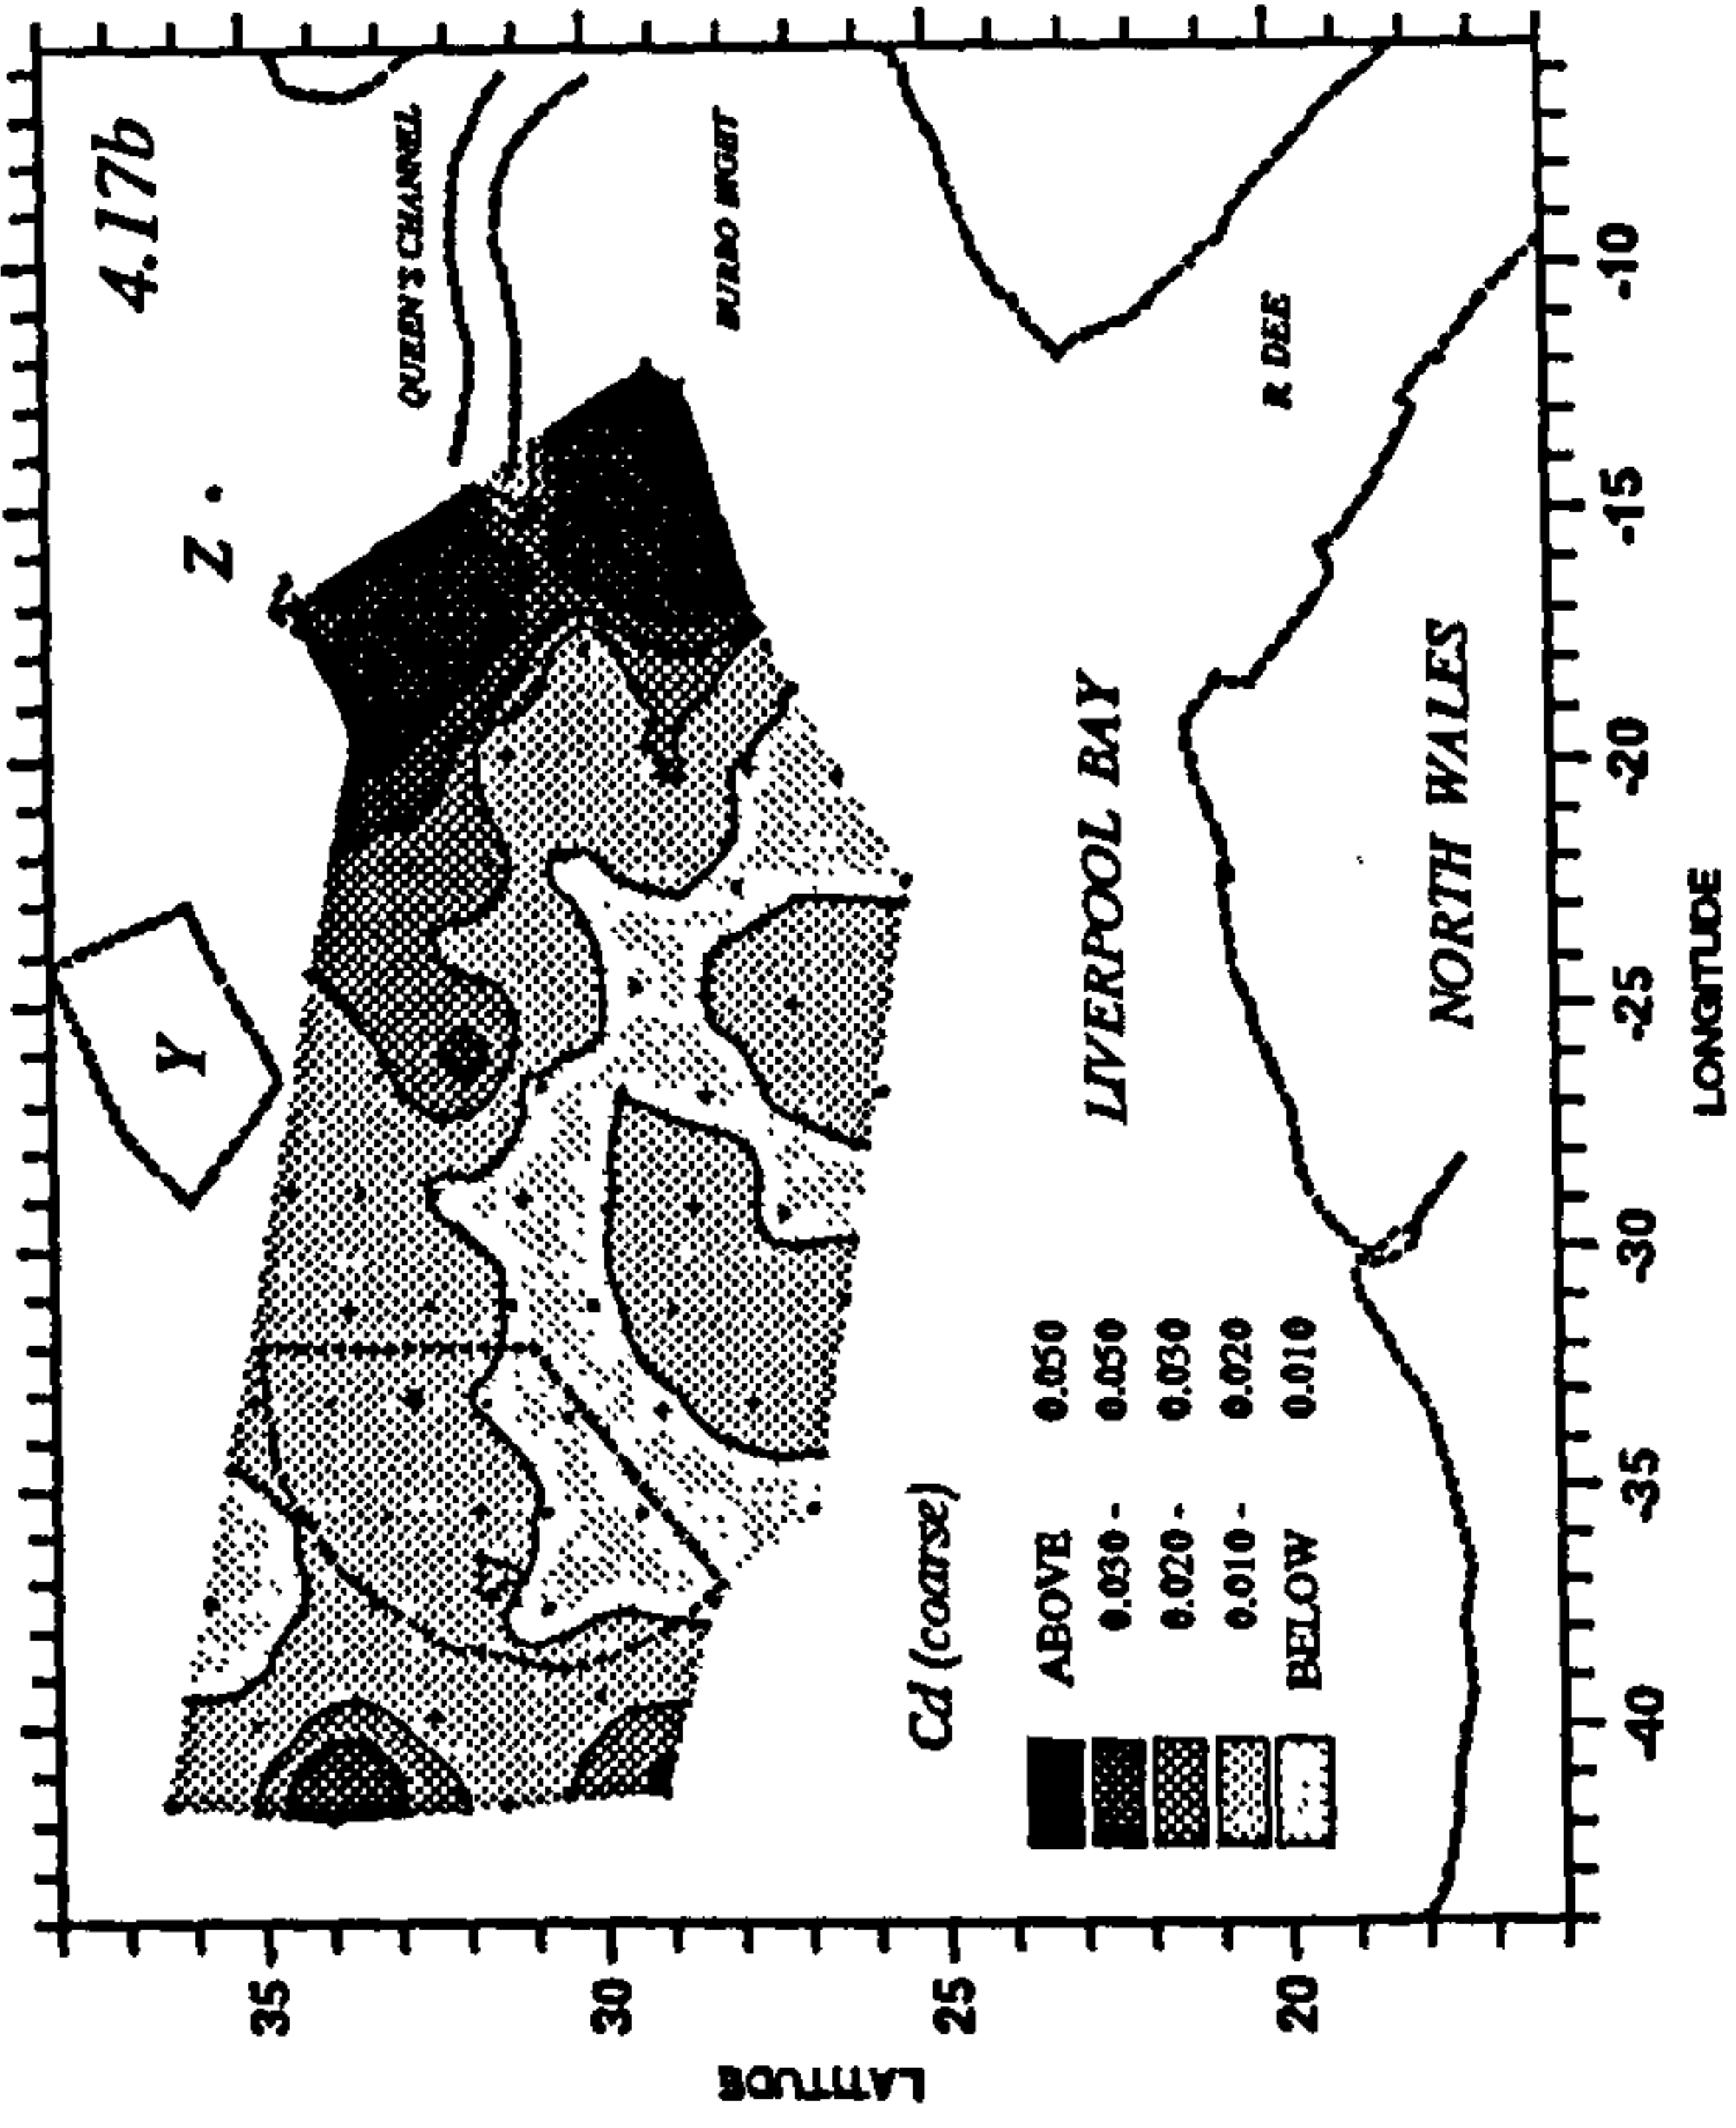 4.17b
Z
Y
QUEEN'S CHANNEL
BURBO BIGHT
X
Cd (coarse)
ABOVE 0.050
0.030 - 0.050
0.020 - 0.030
0.010 - 0.020
BELOW 0.010
LIVERPOOL BAY
R DEE
NORTH WALES
LATITUDE
35
30
25
20
-40
-35
-30
-25
-20
-15
-10
LONGITUDE